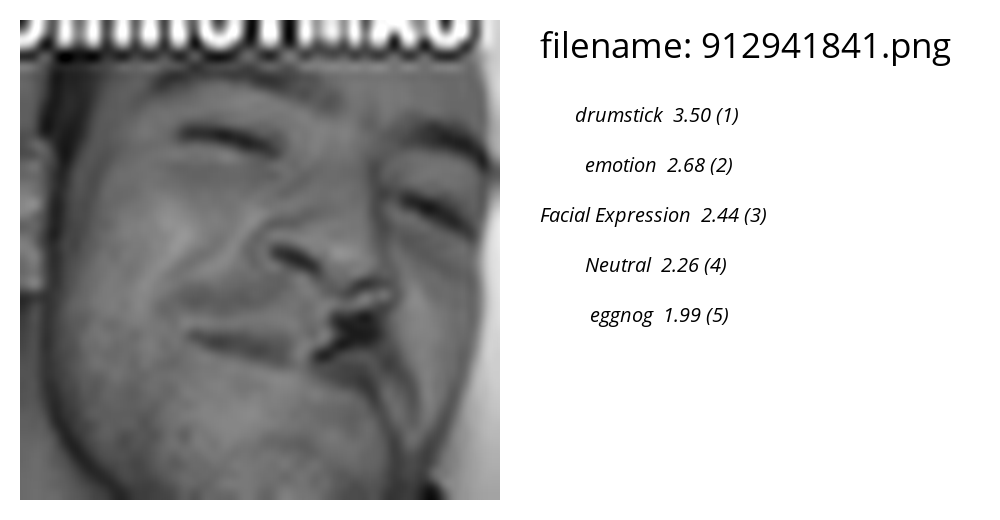 filename: 912941841.png
drumstick 3.50 (1)
emotion 2.68 (2)
Facial Expression 2.44 (3)
Neutral 2.26 (4)
eggnog 1.99 (5)